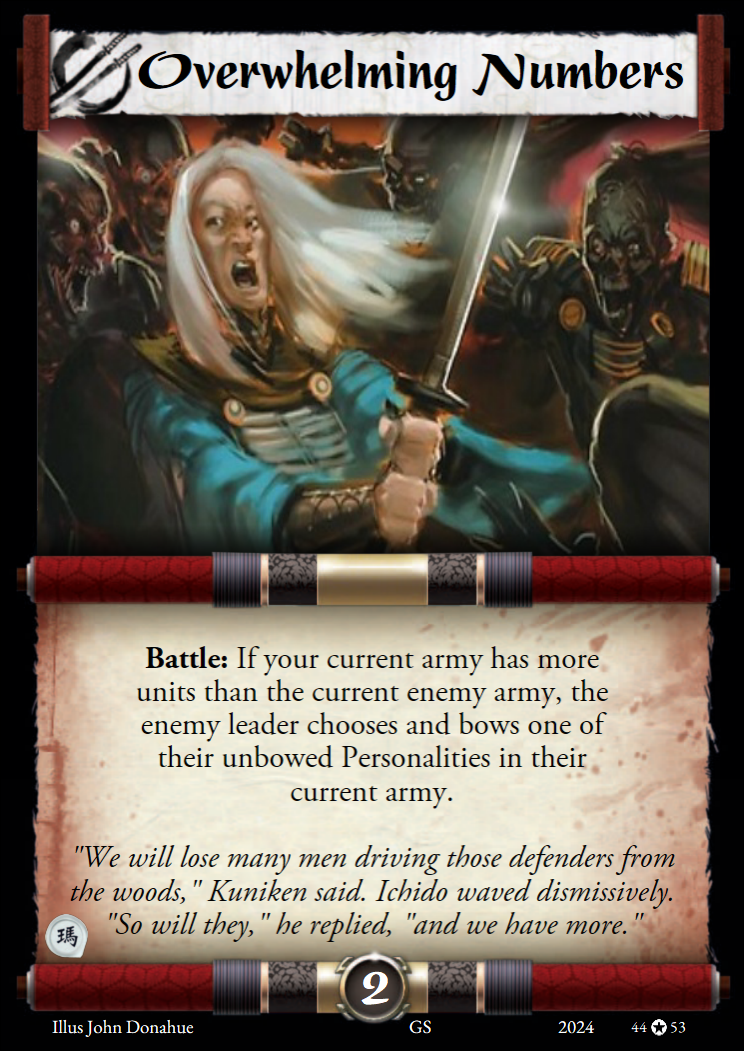 Overwhelming Numbers
Battle: If your current army has more
units than the current enemy army, the
enemy leader chooses and bows one of
their unbowed Personalities in their
current army.
"We will lose many men driving those defenders from
the woods," Kuniken said. Ichido waved dismissively.
"So will they," he replied, "and we have more."
瑪
2
Illus John Donahue GS 2024 44 ✪ 53